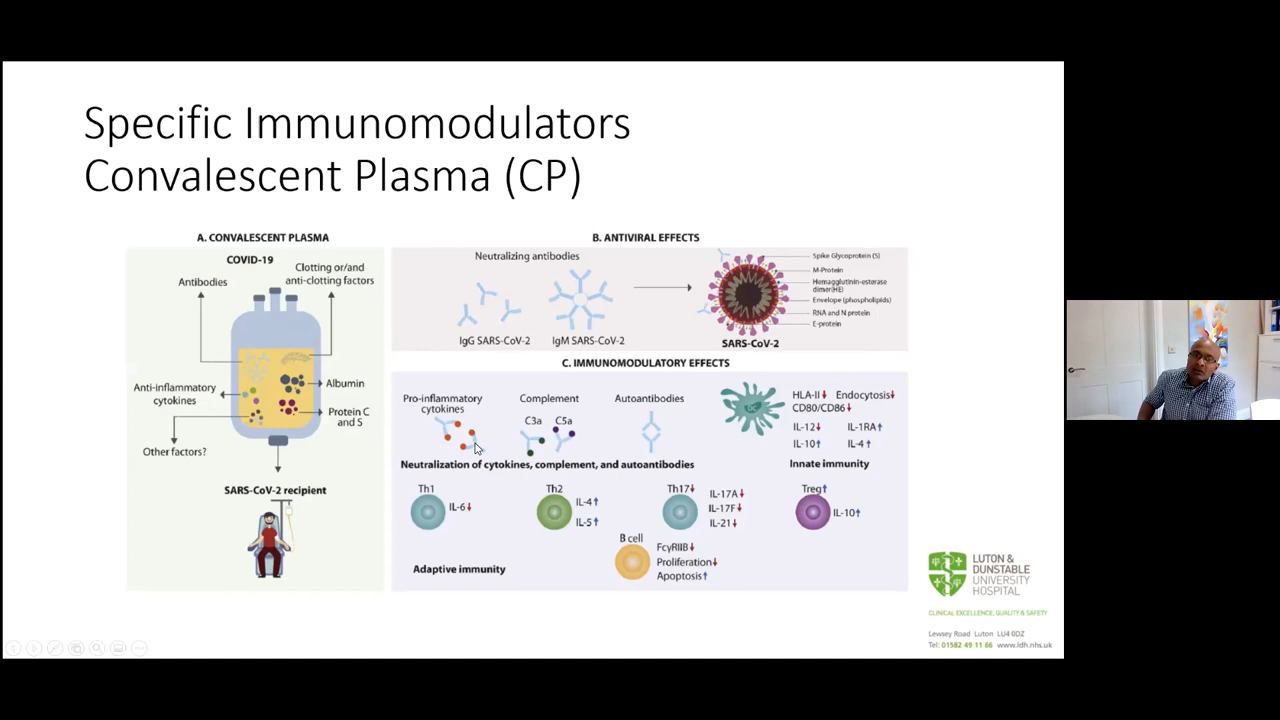 Specific Immunomodulators
Convalescent Plasma (CP)
A. CONVALESCENT PLASMA
COVID-19
Antibodies
Clotting or/and
anti-clotting factors
Anti-inflammatory
cytokines
Albumin
Protein C
and S
Other factors?
SARS-CoV-2 recipient
B. ANTIVIRAL EFFECTS
Neutralizing antibodies
IgG SARS-CoV-2
IgM SARS-CoV-2
Spike Glycoprotein (S)
M-Protein
Hemagglutinin-esterase
dimer(HE)
Envelope (phospholipids)
RNA and N protein
E-protein
SARS-CoV-2
C. IMMUNOMODULATORY EFFECTS
Pro-inflammatory
cytokines
Complement
C3a C5a
Autoantibodies
Neutralization of cytokines, complement, and autoantibodies
DC
HLA-II↓ Endocytosis↓
CD80/CD86↓
IL-12↓ IL-1RA↑
IL-10↑ IL-4↑
Innate immunity
Th1
IL-6↓
Th2
IL-4↑
IL-5↑
Th17↓
IL-17A↓
IL-17F↓
IL-21↓
Treg↑
IL-10↑
B cell
FcγRIIB↓
Proliferation↓
Apoptosis↑
Adaptive immunity
LUTON &
DUNSTABLE
UNIVERSITY
HOSPITAL
CLINICAL EXCELLENCE, QUALITY & SAFETY
Lewsey Road Luton LU4 0DZ
Tel: 01582 49 11 66 www.ldh.nhs.uk